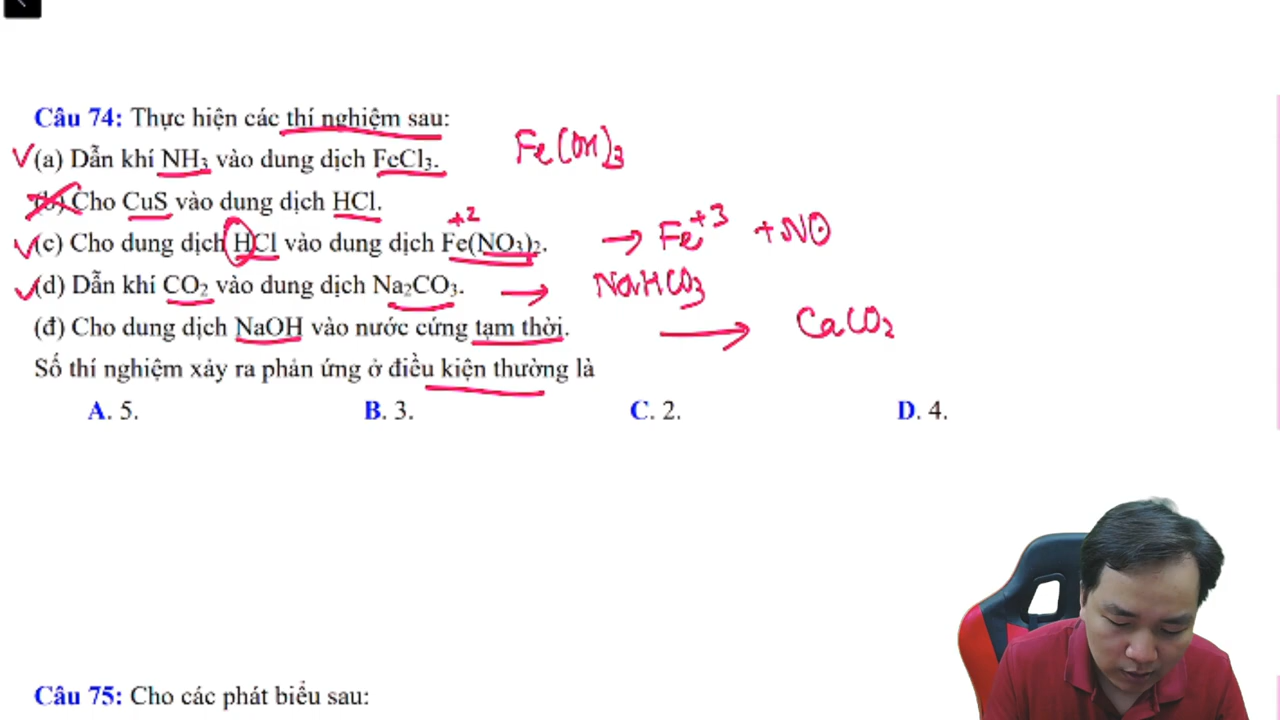 Câu 74: Thực hiện các thí nghiệm sau:
(a) Dẫn khí NH₃ vào dung dịch FeCl₃. Fe(OH)₃
(b) Cho CuS vào dung dịch HCl.
+2
(c) Cho dung dịch HCl vào dung dịch Fe(NO₃)₂. → Fe⁺³ + NO
(d) Dẫn khí CO₂ vào dung dịch Na₂CO₃. → NaHCO₃
(đ) Cho dung dịch NaOH vào nước cứng tạm thời. → CaCO₂
Số thí nghiệm xảy ra phản ứng ở điều kiện thường là
A. 5. B. 3. C. 2. D. 4.
Câu 75: Cho các phát biểu sau: